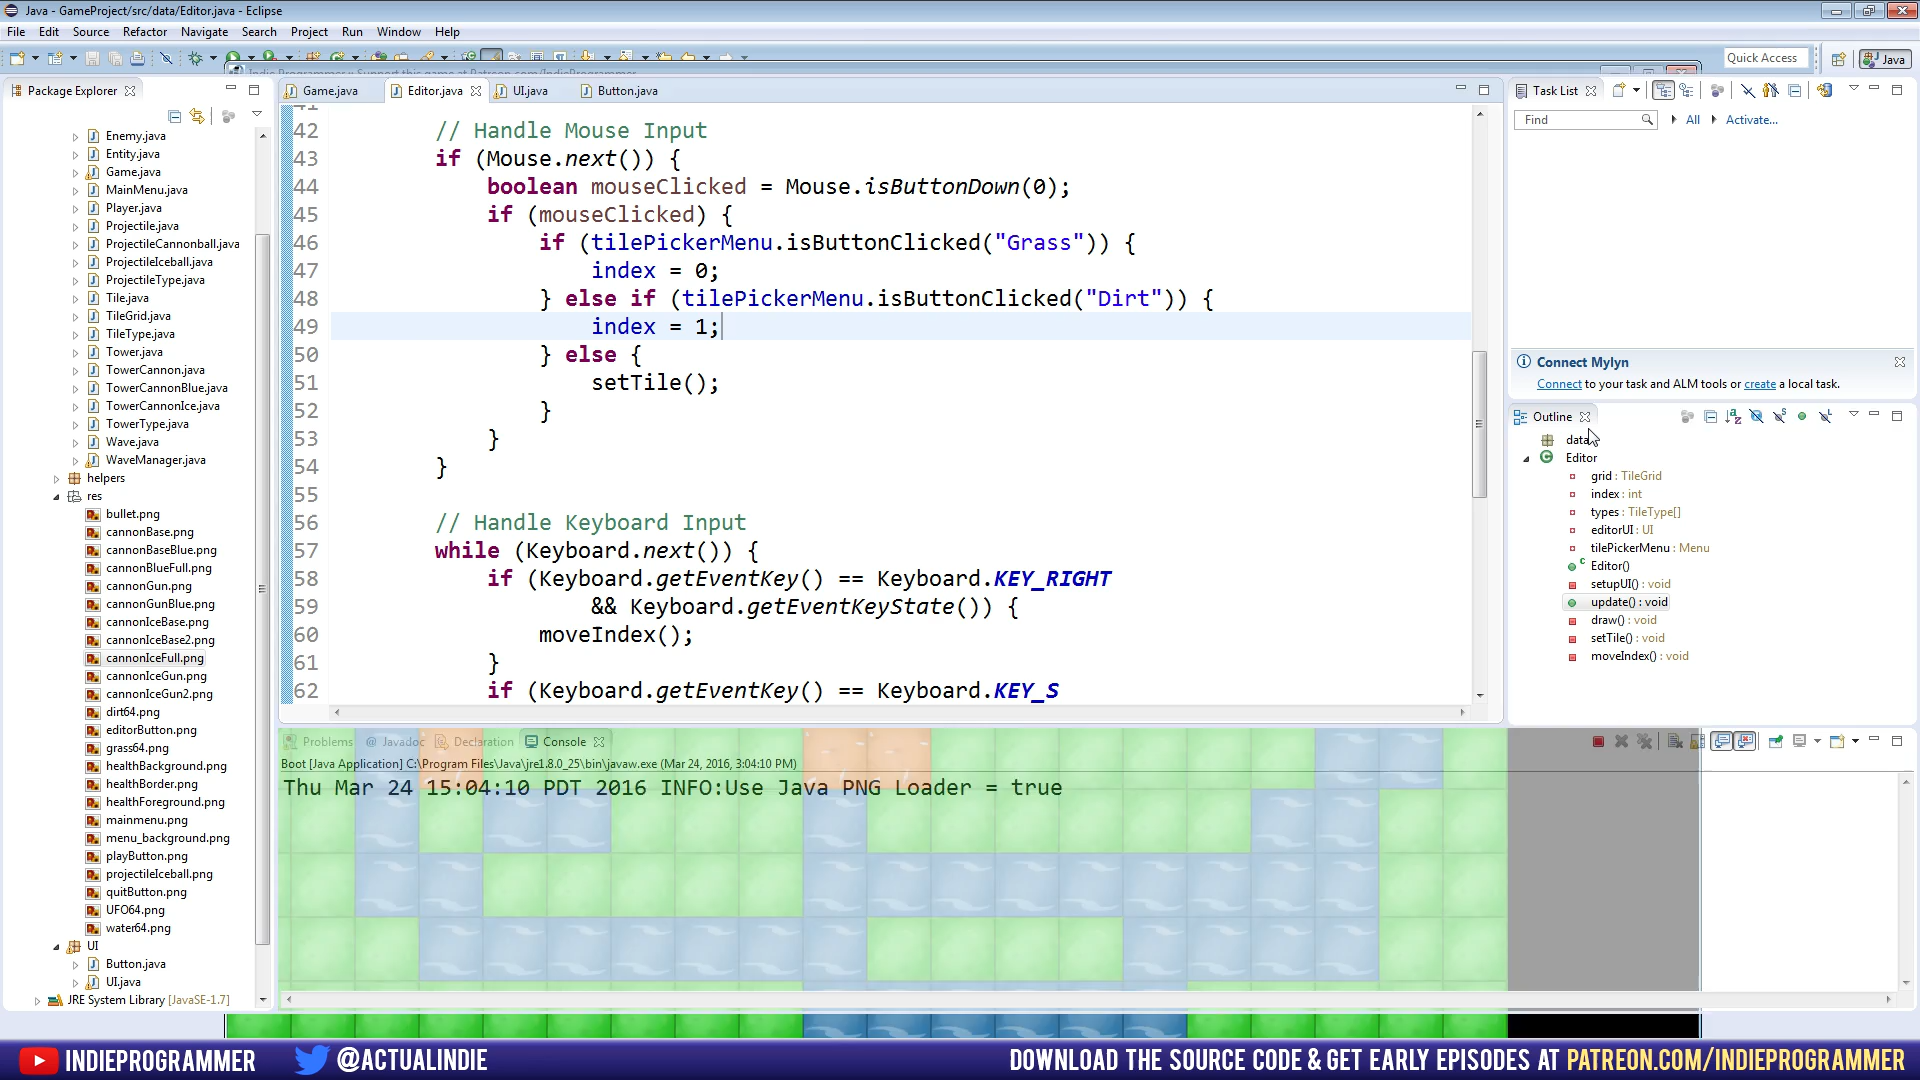 Java - GameProject/src/data/Editor.java - Eclipse
File Edit Source Refactor Navigate Search Project Run Window Help
Quick Access
Java
Indie Programmer : Support this game at Patreon.com/IndieProgrammer
Package Explorer
Enemy.java
Entity.java
Game.java
MainMenu.java
Player.java
Projectile.java
ProjectileCannonball.java
ProjectileIceball.java
ProjectileType.java
Tile.java
TileGrid.java
TileType.java
Tower.java
TowerCannon.java
TowerCannonBlue.java
TowerCannonIce.java
TowerType.java
Wave.java
WaveManager.java
helpers
res
bullet.png
cannonBase.png
cannonBaseBlue.png
cannonBlueFull.png
cannonGun.png
cannonGunBlue.png
cannonIceBase.png
cannonIceBase2.png
cannonIceFull.png
cannonIceGun.png
cannonIceGun2.png
dirt64.png
editorButton.png
grass64.png
healthBackground.png
healthBorder.png
healthForeground.png
mainmenu.png
menu_background.png
playButton.png
projectileIceball.png
quitButton.png
UFO64.png
water64.png
UI
Button.java
UI.java
JRE System Library [JavaSE-1.7]
Game.java Editor.java UI.java Button.java
41
42 // Handle Mouse Input
43 if (Mouse.next()) {
44 boolean mouseClicked = Mouse.isButtonDown(0);
45 if (mouseClicked) {
46 if (tilePickerMenu.isButtonClicked("Grass")) {
47 index = 0;
48 } else if (tilePickerMenu.isButtonClicked("Dirt")) {
49 index = 1;
50 } else {
51 setTile();
52 }
53 }
54 }
55
56 // Handle Keyboard Input
57 while (Keyboard.next()) {
58 if (Keyboard.getEventKey() == Keyboard.KEY_RIGHT
59 && Keyboard.getEventKeyState()) {
60 moveIndex();
61 }
62 if (Keyboard.getEventKey() == Keyboard.KEY_S
Task List
Find All Activate...
Connect Mylyn
Connect to your task and ALM tools or create a local task.
Outline
data
Editor
grid : TileGrid
index : int
types : TileType[]
editorUI : UI
tilePickerMenu : Menu
Editor()
setupUI() : void
update() : void
draw() : void
setTile() : void
moveIndex() : void
Problems Javadoc Declaration Console
Boot [Java Application] C:\Program Files\Java\jre1.8.0_25\bin\javaw.exe (Mar 24, 2016, 3:04:10 PM)
Thu Mar 24 15:04:10 PDT 2016 INFO:Use Java PNG Loader = true
INDIEPROGRAMMER @ACTUALINDIE DOWNLOAD THE SOURCE CODE & GET EARLY EPISODES AT PATREON.COM/INDIEPROGRAMMER